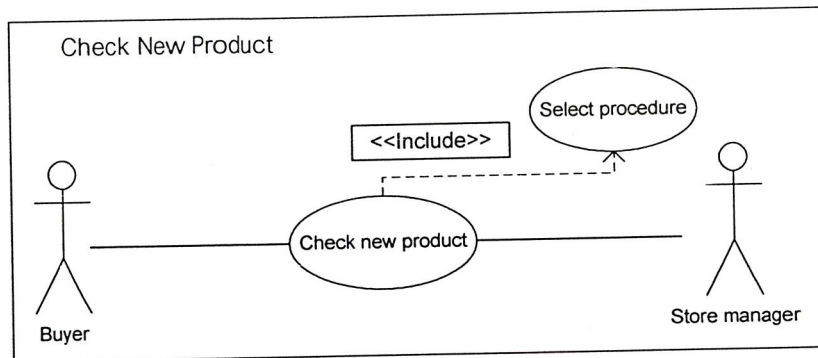 Check New Product
Select procedure
<<Include>>
Check new product
Buyer
Store manager